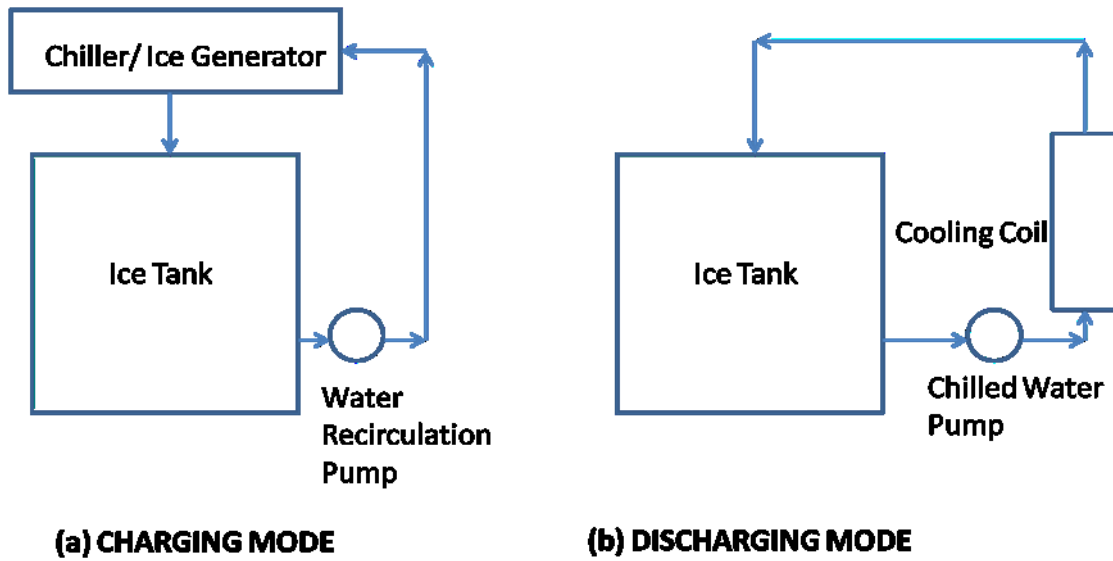 Chiller/ Ice Generator
Ice Tank
Water
Recirculation
Pump
(a) CHARGING MODE
Ice Tank
Cooling Coil
Chilled Water
Pump
(b) DISCHARGING MODE